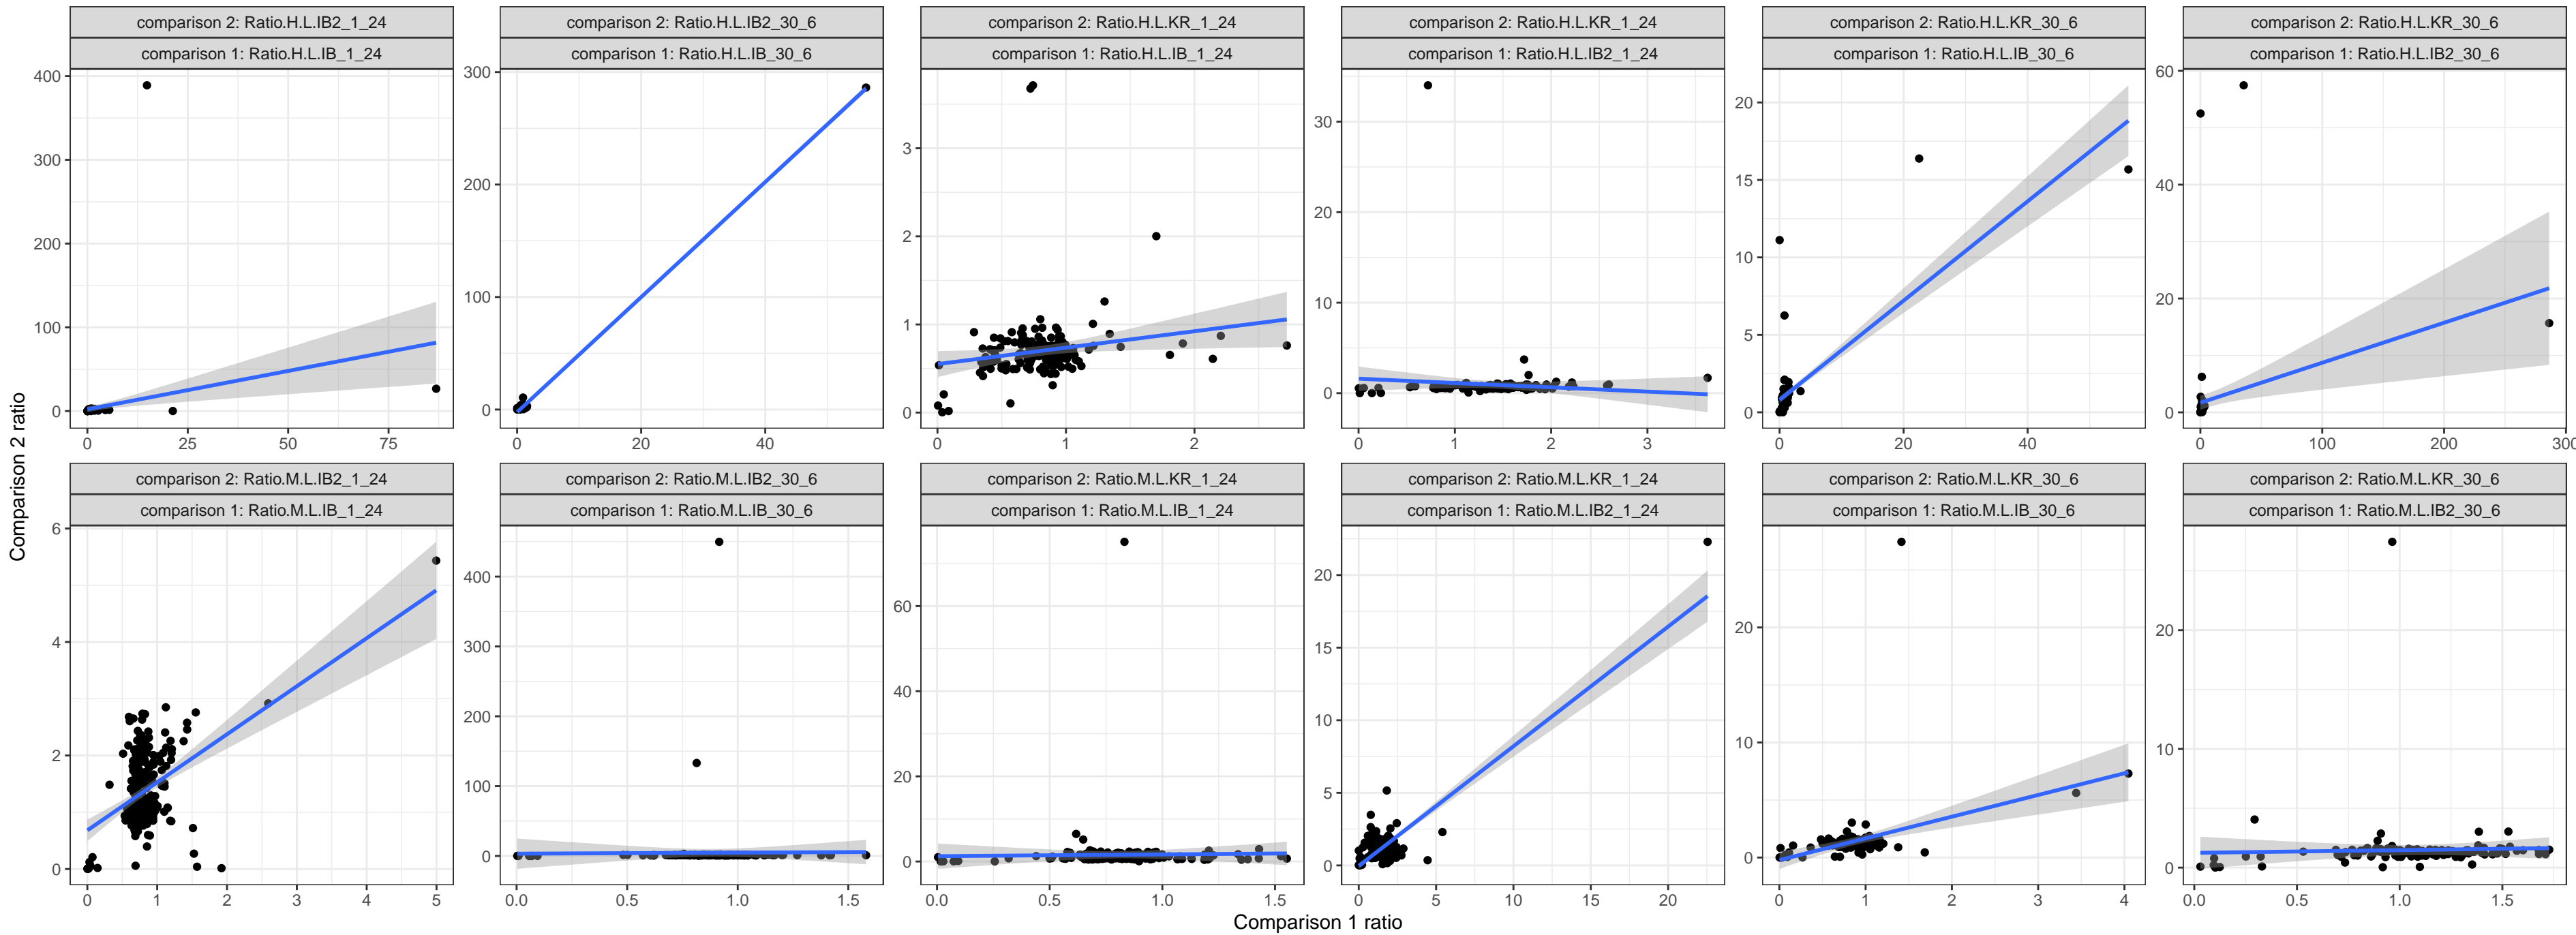 comparison 2: Ratio.H.L.IB2_1_24
comparison 1: Ratio.H.L.IB_1_24
400
300
200
100
0
0 25 50 75
comparison 2: Ratio.H.L.IB2_30_6
comparison 1: Ratio.H.L.IB_30_6
300
200
100
0
0 20 40
comparison 2: Ratio.H.L.KR_1_24
comparison 1: Ratio.H.L.IB_1_24
3
2
1
0
0 1 2
comparison 2: Ratio.H.L.KR_1_24
comparison 1: Ratio.H.L.IB2_1_24
30
20
10
0
0 1 2 3
comparison 2: Ratio.H.L.KR_30_6
comparison 1: Ratio.H.L.IB_30_6
20
15
10
5
0
0 20 40
comparison 2: Ratio.H.L.KR_30_6
comparison 1: Ratio.H.L.IB2_30_6
60
40
20
0
0 100 200 300
comparison 2: Ratio.M.L.IB2_1_24
comparison 1: Ratio.M.L.IB_1_24
6
4
2
0
0 1 2 3 4 5
comparison 2: Ratio.M.L.IB2_30_6
comparison 1: Ratio.M.L.IB_30_6
400
300
200
100
0
0.0 0.5 1.0 1.5
comparison 2: Ratio.M.L.KR_1_24
comparison 1: Ratio.M.L.IB_1_24
60
40
20
0
0.0 0.5 1.0 1.5
comparison 2: Ratio.M.L.KR_1_24
comparison 1: Ratio.M.L.IB2_1_24
20
15
10
5
0
0 5 10 15 20
comparison 2: Ratio.M.L.KR_30_6
comparison 1: Ratio.M.L.IB_30_6
20
10
0
0 1 2 3 4
comparison 2: Ratio.M.L.KR_30_6
comparison 1: Ratio.M.L.IB2_30_6
20
10
0
0.0 0.5 1.0 1.5
Comparison 2 ratio
Comparison 1 ratio